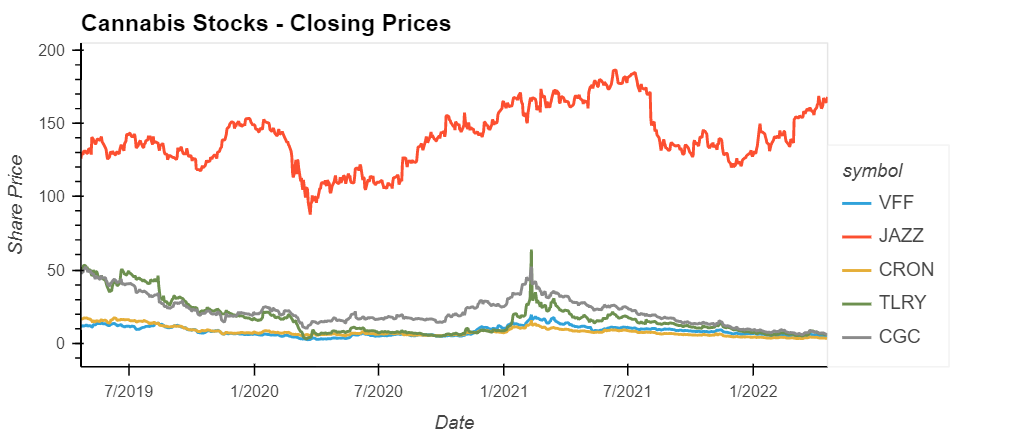 Cannabis Stocks - Closing Prices
Share Price
200
150
100
50
0
7/2019 1/2020 7/2020 1/2021 7/2021 1/2022
Date
symbol
VFF
JAZZ
CRON
TLRY
CGC